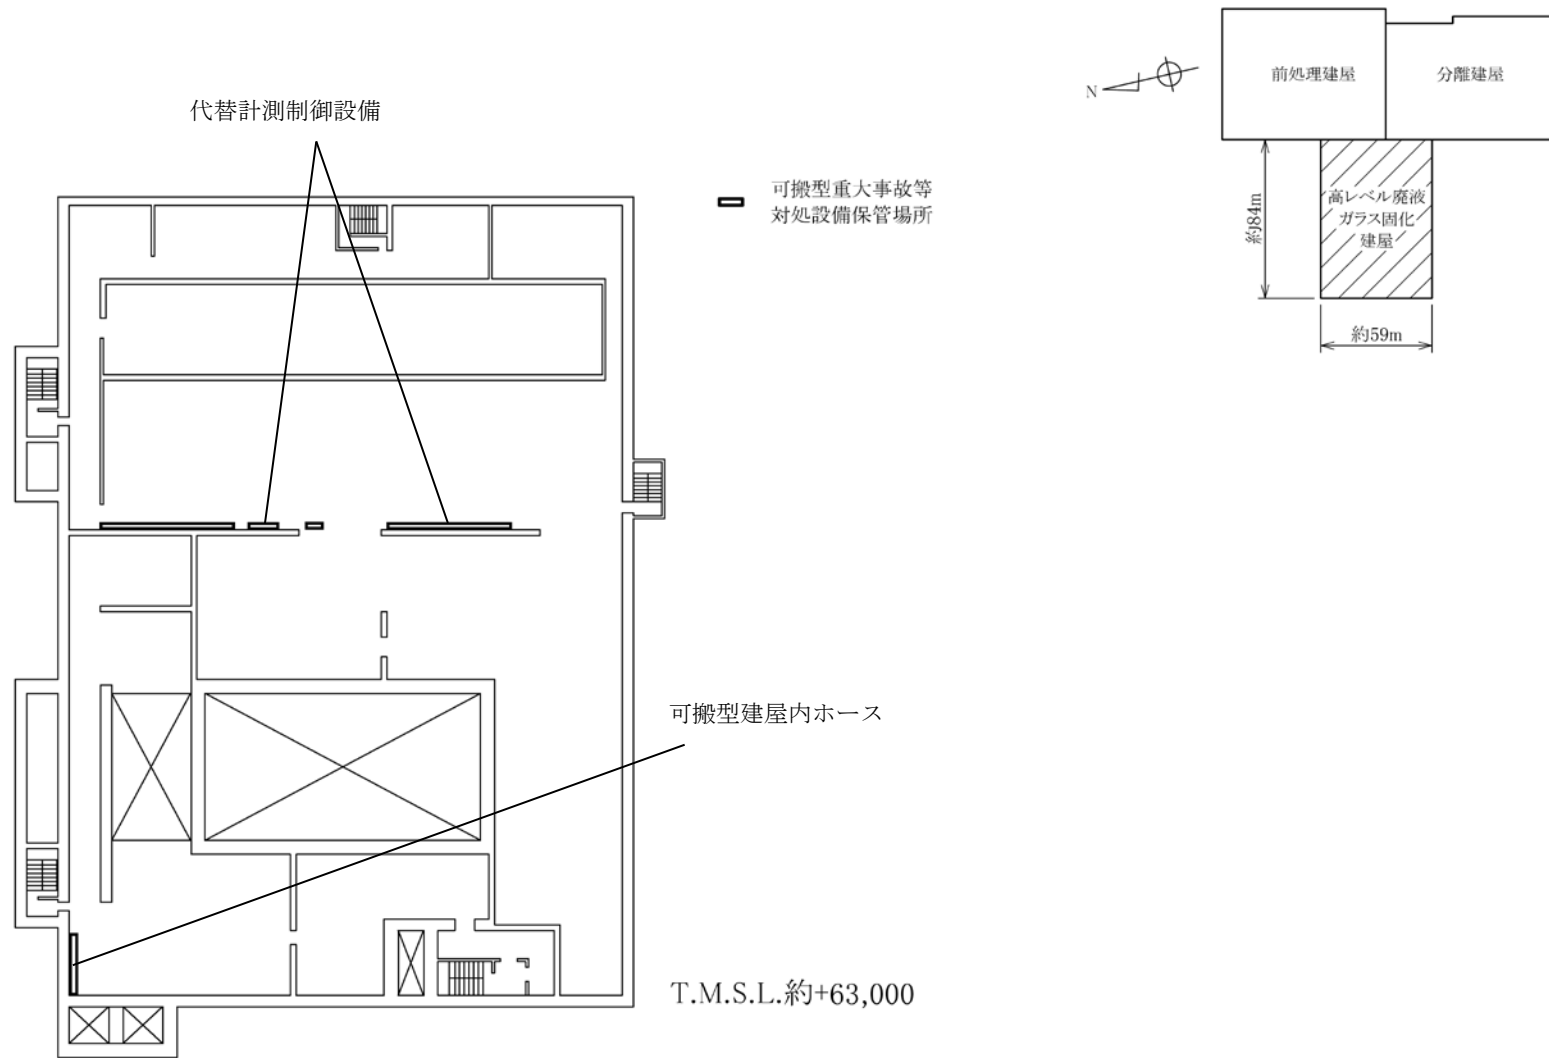 代替計測制御設備
可搬型重大事故等
対処設備保管場所
N
前処理建屋
分離建屋
高レベル廃液
ガラス固化
建屋
約84m
約59m
可搬型建屋内ホース
T.M.S.L.約+63,000